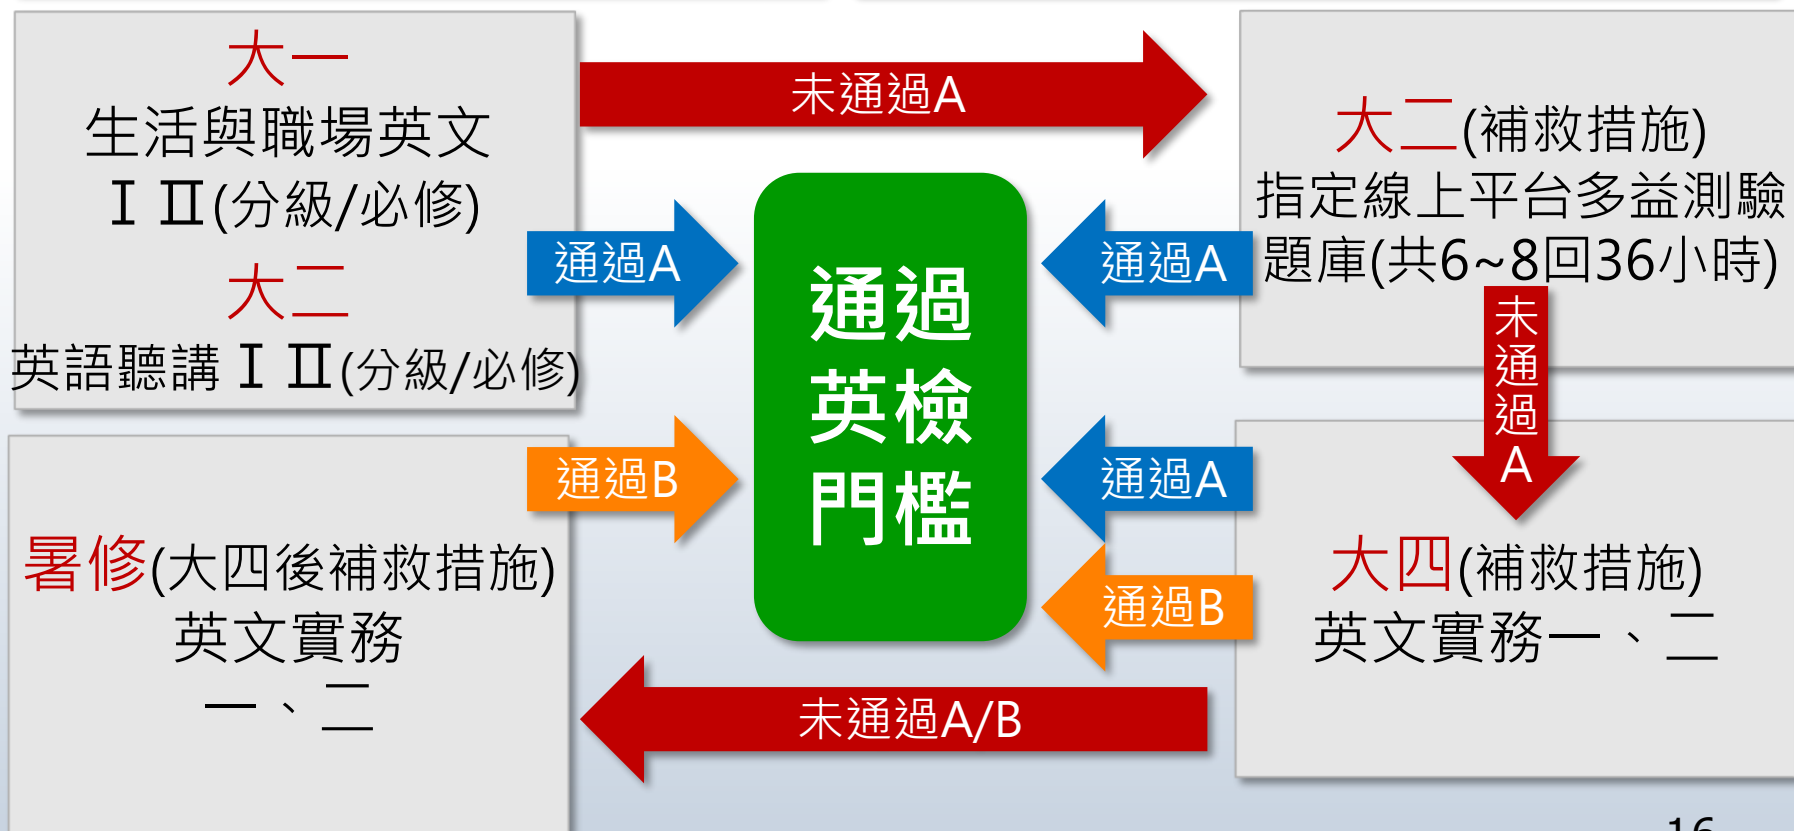 大一
生活與職場英文
Ⅰ Ⅱ(分級/必修)
大二
英語聽講Ⅰ Ⅱ(分級/必修)
未通過A
大二(補救措施)
指定線上平台多益測驗
題庫(共6~8回36小時)
通過A
通過
英檢
門檻
通過A
未
通
過
A
通過B
通過A
通過B
暑修(大四後補救措施)
英文實務
一、二
大四(補救措施)
英文實務一、二
未通過A/B
16